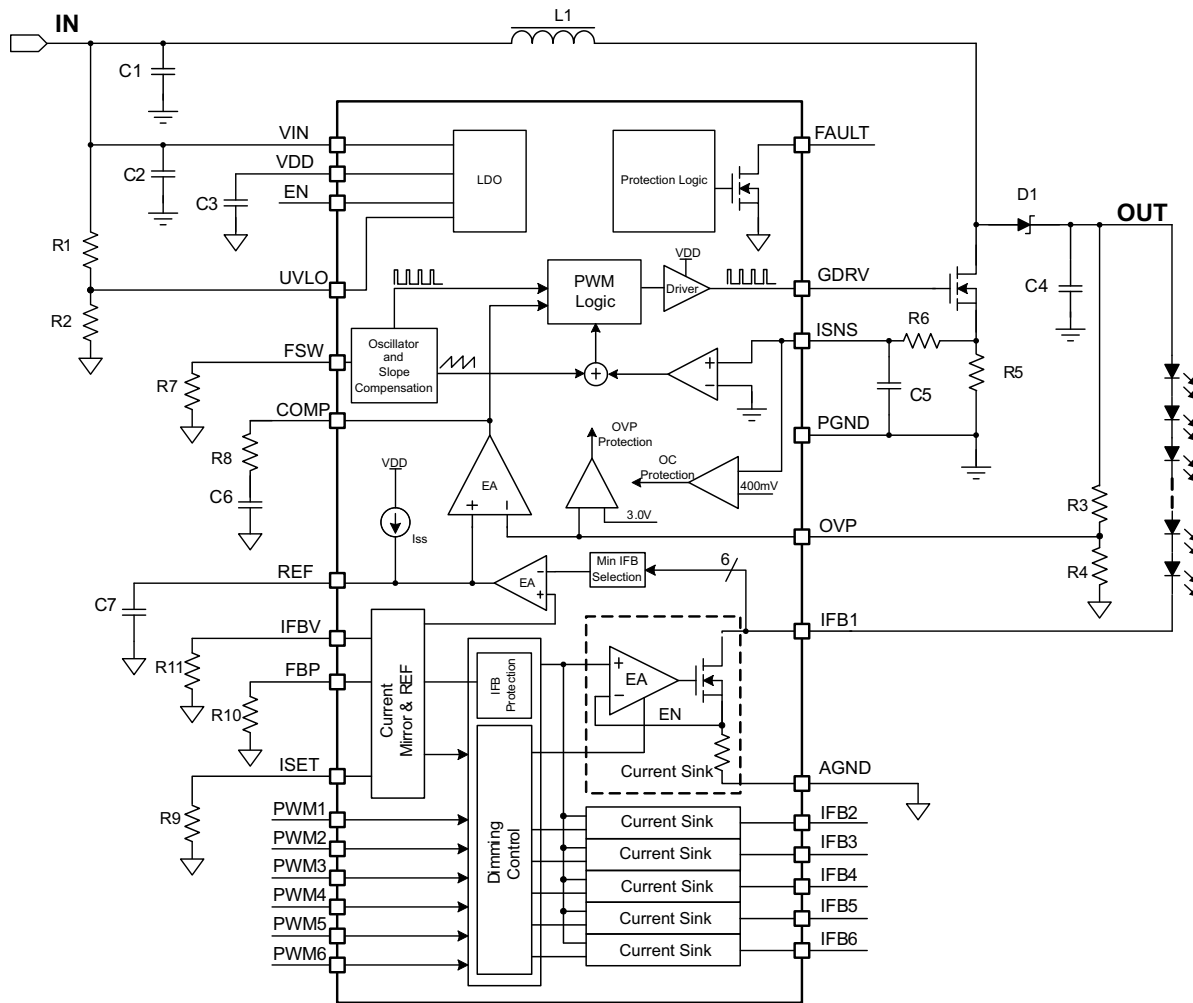 IN
L1
C1
VIN
FAULT
VDD
LDO
Protection Logic
C2
EN
C3
D1
OUT
R1
UVLO
VDD
PWM
Logic
Driver
GDRV
C4
R2
ISNS
R6
FSW
Oscillator
and
Slope
Compensation
+
+
−
R5
R7
C5
COMP
PGND
OVP
Protection
R8
VDD
OC
Protection
EA
400mV
C6
+
−
3.0V
R3
Iss
OVP
REF
EA
−
+
Min IFB
Selection
6
R4
C7
IFBV
IFB1
R11
FBP
IFB
Protection
+
EA
−
R10
Current
Mirror & REF
EN
ISET
Current Sink
AGND
R9
Dimming
Control
PWM1
Current Sink
IFB2
PWM2
Current Sink
IFB3
PWM3
Current Sink
IFB4
PWM4
Current Sink
IFB5
PWM5
Current Sink
IFB6
PWM6